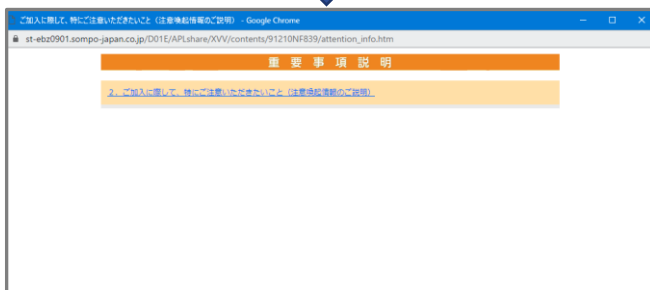 ご加入に際して、特にご注意いただきたいこと（注意喚起情報のご説明） - Google Chrome
st-ebz0901.sompo-japan.co.jp/D01E/APLshare/XVV/contents/91210NF839/attention_info.htm
重要事項説明
２．ご加入に際して、特にご注意いただきたいこと（注意喚起情報のご説明）